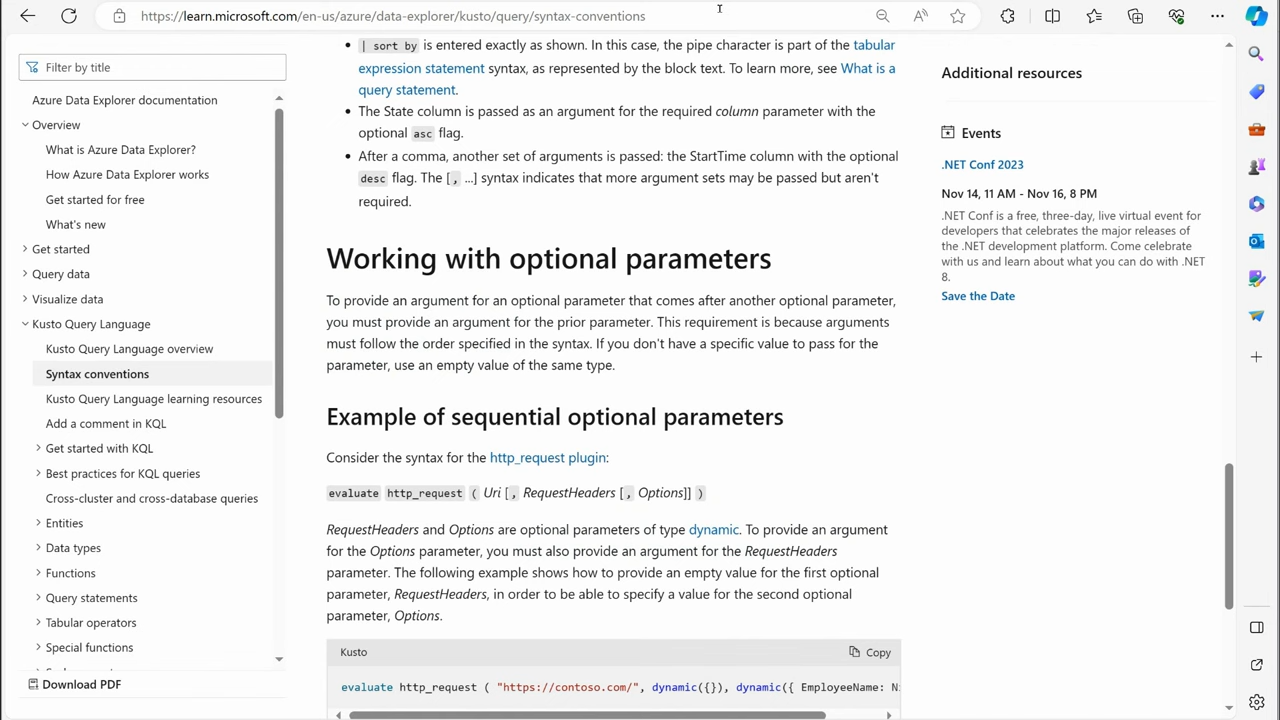 https://learn.microsoft.com/en-us/azure/data-explorer/kusto/query/syntax-conventions
Filter by title
Azure Data Explorer documentation
Overview
What is Azure Data Explorer?
How Azure Data Explorer works
Get started for free
What's new
Get started
Query data
Visualize data
Kusto Query Language
Kusto Query Language overview
Syntax conventions
Kusto Query Language learning resources
Add a comment in KQL
Get started with KQL
Best practices for KQL queries
Cross-cluster and cross-database queries
Entities
Data types
Functions
Query statements
Tabular operators
Special functions
Download PDF
• | sort by is entered exactly as shown. In this case, the pipe character is part of the tabular
expression statement syntax, as represented by the block text. To learn more, see What is a
query statement.
• The State column is passed as an argument for the required column parameter with the
optional asc flag.
• After a comma, another set of arguments is passed: the StartTime column with the optional
desc flag. The [, ...] syntax indicates that more argument sets may be passed but aren't
required.
Working with optional parameters
To provide an argument for an optional parameter that comes after another optional parameter,
you must provide an argument for the prior parameter. This requirement is because arguments
must follow the order specified in the syntax. If you don't have a specific value to pass for the
parameter, use an empty value of the same type.
Example of sequential optional parameters
Consider the syntax for the http_request plugin:
evaluate http_request ( Uri [, RequestHeaders [, Options]] )
RequestHeaders and Options are optional parameters of type dynamic. To provide an argument
for the Options parameter, you must also provide an argument for the RequestHeaders
parameter. The following example shows how to provide an empty value for the first optional
parameter, RequestHeaders, in order to be able to specify a value for the second optional
parameter, Options.
Kusto
Copy
evaluate http_request ( "https://contoso.com/", dynamic({}), dynamic({ EmployeeName: Ni
Additional resources
Events
.NET Conf 2023
Nov 14, 11 AM - Nov 16, 8 PM
.NET Conf is a free, three-day, live virtual event for
developers that celebrates the major releases of
the .NET development platform. Come celebrate
with us and learn about what you can do with .NET
8.
Save the Date